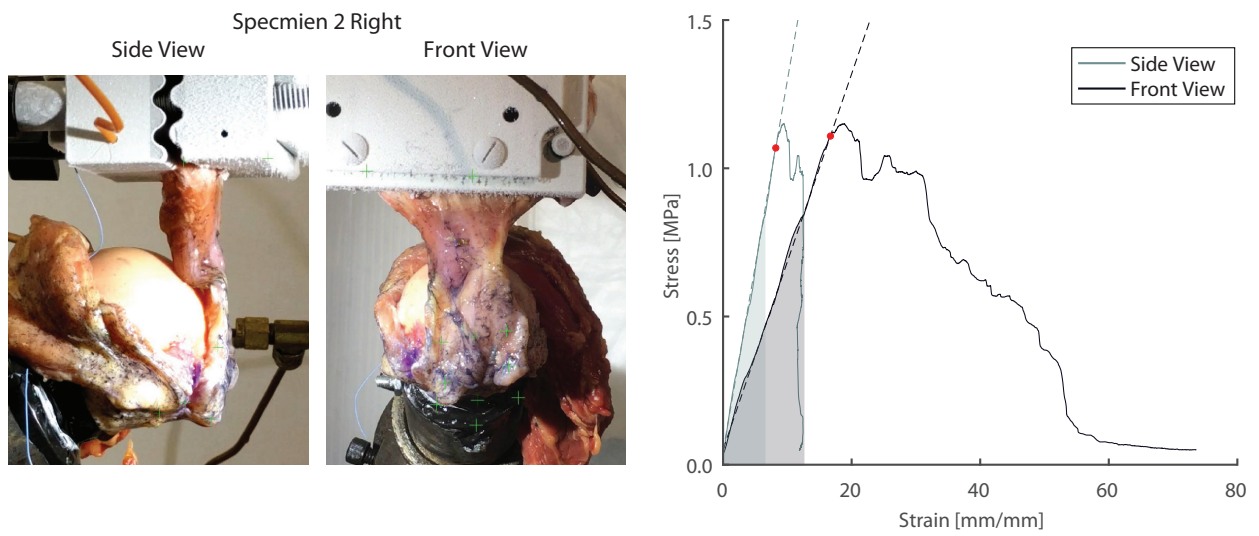 Specmien 2 Right
Side View
Front View
1.5
1.0
0.5
0.0
Stress [MPa]
0
20
40
60
80
Strain [mm/mm]
Side View
Front View